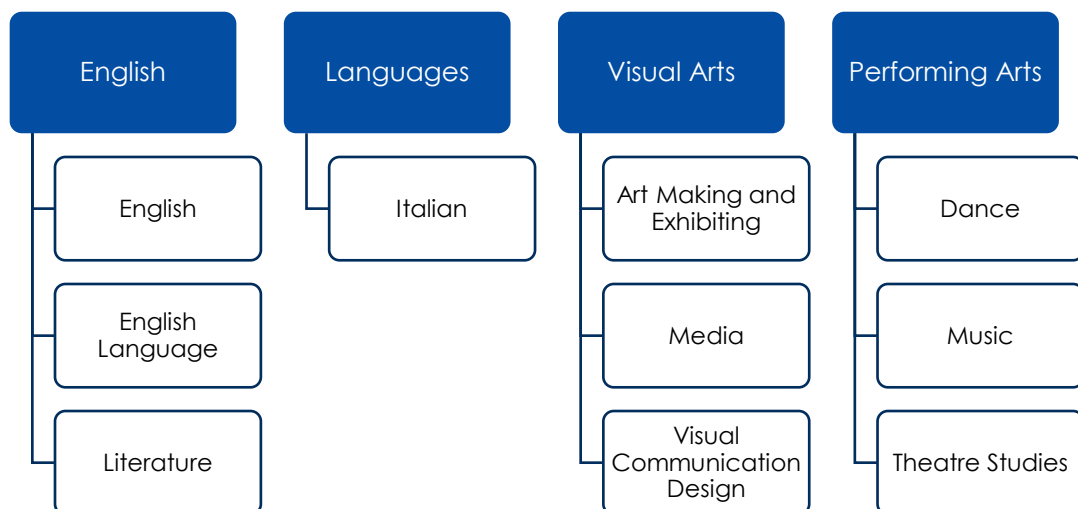 English
English
English
Language
Literature
Languages
Italian
Visual Arts
Art Making and
Exhibiting
Media
Visual
Communication
Design
Performing Arts
Dance
Music
Theatre Studies